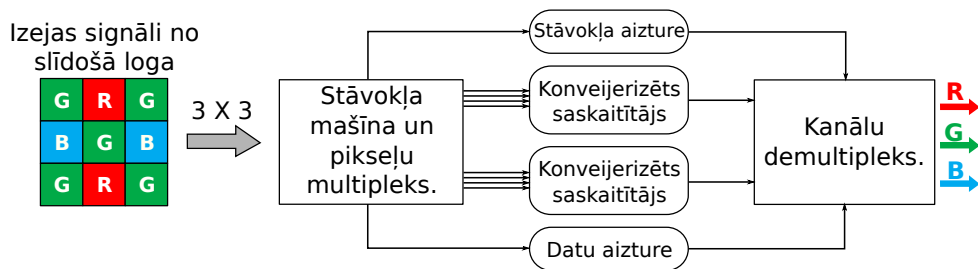 Izejas signāli no
slīdošā loga
G R G
B G B
G R G
3 X 3
Stāvokļa
mašīna un
pikseļu
multipleks.
Stāvokļa aizture
Konveijerizēts
saskaitītājs
Konveijerizēts
saskaitītājs
Datu aizture
Kanālu
demultipleks.
R
G
B